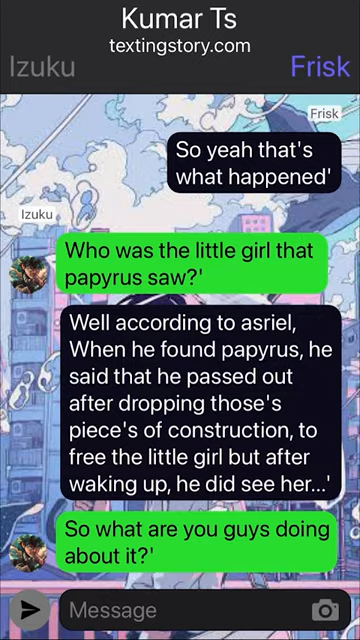 Kumar Ts
textingstory.com
Izuku
Frisk
Frisk
So yeah that's
what happened'
Izuku
Who was the little girl that
papyrus saw?'
Well according to asriel,
When he found papyrus, he
said that he passed out
after dropping those's
piece's of construction, to
free the little girl but after
waking up, he did see her...'
So what are you guys doing
about it?'
Message